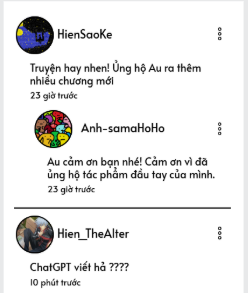 HienSaoKe
Truyện hay nhen! Ủng hộ Au ra thêm
nhiều chương mới
23 giờ trước
Anh-samaHoHo
Au cảm ơn bạn nhé! Cảm ơn vì đã
ủng hộ tác phẩm đầu tay của mình.
23 giờ trước
Hien_TheAlter
ChatGPT viết hả ????
10 phút trước